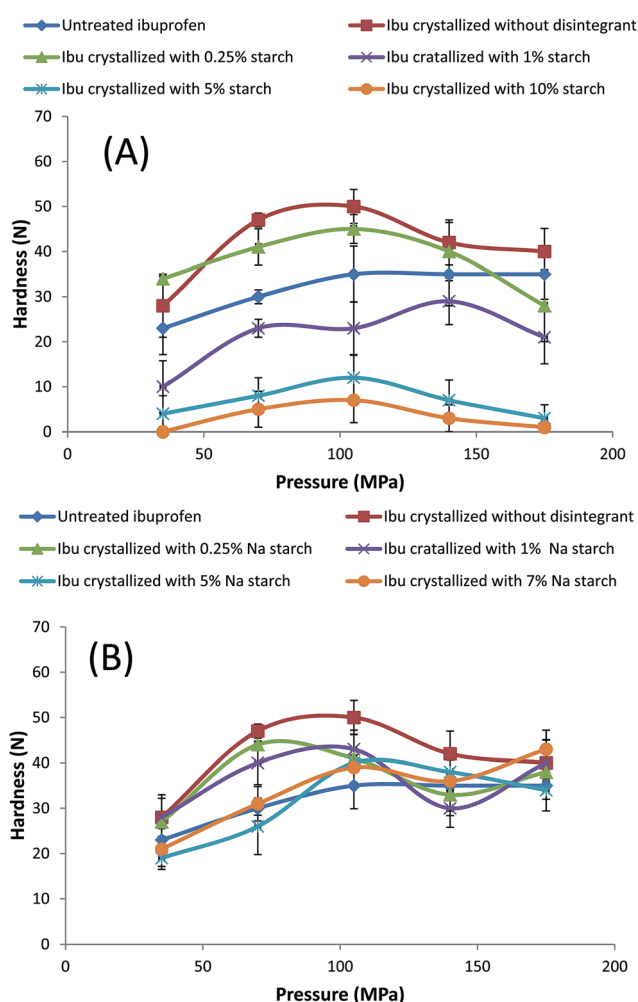 Untreated ibuprofen
Ibu crystallized without disintegrant
Ibu crystallized with 0.25% starch
Ibu cratallized with 1% starch
Ibu crystallized with 5% starch
Ibu crystallized with 10% starch
(A)
Hardness (N)
70
60
50
40
30
20
10
0
0
50
100
150
200
Pressure (MPa)
Untreated ibuprofen
Ibu crystallized without disintegrant
Ibu crystallized with 0.25% Na starch
Ibu cratallized with 1% Na starch
Ibu crystallized with 5% Na starch
Ibu crystallized with 7% Na starch
(B)
Hardness (N)
70
60
50
40
30
20
10
0
0
50
100
150
200
Pressure (MPa)